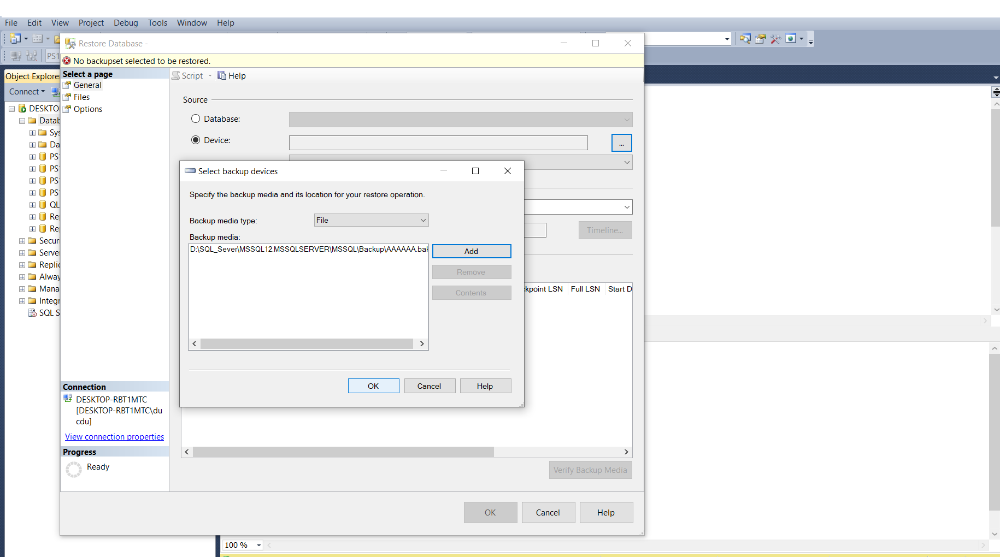 File Edit View Project Debug Tools Window Help
Restore Database -
PS1
No backupset selected to be restored.
Object Explorer
Connect
DESKTO
Datab
Sys
Da
PS
PS
PS
PS
QL
Re
Re
Securi
Server
Replic
Alway
Mana
Integr
SQL S
Select a page
General
Files
Options
Script Help
Source
Database:
Device:
...
Select backup devices
Specify the backup media and its location for your restore operation.
Backup media type: File
Backup media:
D:\SQL_Sever\MSSQL12.MSSQLSERVER\MSSQL\Backup\AAAAAA.bak
Add
Remove
Contents
OK Cancel Help
Timeline...
kpoint LSN Full LSN Start D
Connection
DESKTOP-RBT1MTC
[DESKTOP-RBT1MTC\du
cdu]
View connection properties
Progress
Ready
Verify Backup Media
OK Cancel Help
100 %